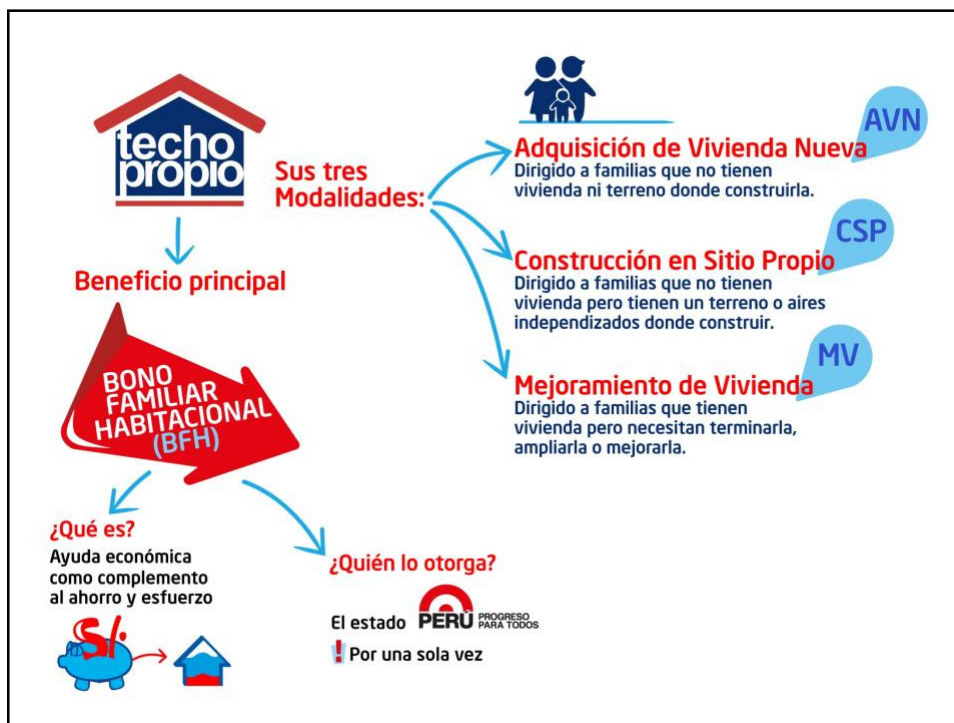 techo
propio
Beneficio principal
BONO
FAMILIAR
HABITACIONAL
(BFH)
¿Qué es?
Ayuda económica
como complemento
al ahorro y esfuerzo
S/.
¿Quién lo otorga?
El estado PERÚ PROGRESO
PARA TODOS
! Por una sola vez
Sus tres
Modalidades:
AVN
Adquisición de Vivienda Nueva
Dirigido a familias que no tienen
vivienda ni terreno donde construirla.
CSP
Construcción en Sitio Propio
Dirigido a familias que no tienen
vivienda pero tienen un terreno o aires
independizados donde construir.
MV
Mejoramiento de Vivienda
Dirigido a familias que tienen
vivienda pero necesitan terminarla,
ampliarla o mejorarla.